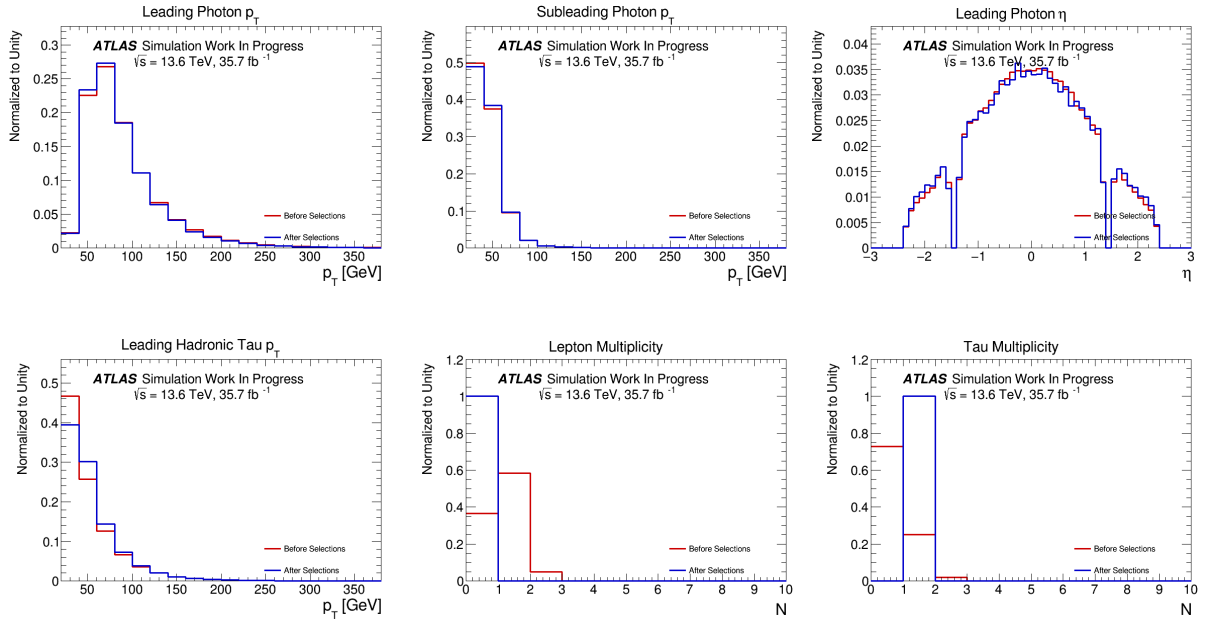 Leading Photon p_T
Normalized to Unity
ATLAS Simulation Work In Progress
√s = 13.6 TeV, 35.7 fb⁻¹
0.3
0.25
0.2
0.15
0.1
0.05
0
Before Selections
After Selections
50 100 150 200 250 300 350
p_T [GeV]
Subleading Photon p_T
Normalized to Unity
ATLAS Simulation Work In Progress
√s = 13.6 TeV, 35.7 fb⁻¹
0.5
0.4
0.3
0.2
0.1
0
Before Selections
After Selections
50 100 150 200 250 300 350
p_T [GeV]
Leading Photon η
Normalized to Unity
ATLAS Simulation Work In Progress
√s = 13.6 TeV, 35.7 fb⁻¹
0.04
0.035
0.03
0.025
0.02
0.015
0.01
0.005
0
Before Selections
After Selections
−3 −2 −1 0 1 2 3
η
Leading Hadronic Tau p_T
Normalized to Unity
ATLAS Simulation Work In Progress
√s = 13.6 TeV, 35.7 fb⁻¹
0.5
0.4
0.3
0.2
0.1
0
Before Selections
After Selections
50 100 150 200 250 300 350
p_T [GeV]
Lepton Multiplicity
Normalized to Unity
ATLAS Simulation Work In Progress
√s = 13.6 TeV, 35.7 fb⁻¹
1.2
1
0.8
0.6
0.4
0.2
0
Before Selections
After Selections
0 1 2 3 4 5 6 7 8 9 10
N
Tau Multiplicity
Normalized to Unity
ATLAS Simulation Work In Progress
√s = 13.6 TeV, 35.7 fb⁻¹
1.2
1
0.8
0.6
0.4
0.2
0
Before Selections
After Selections
0 1 2 3 4 5 6 7 8 9 10
N